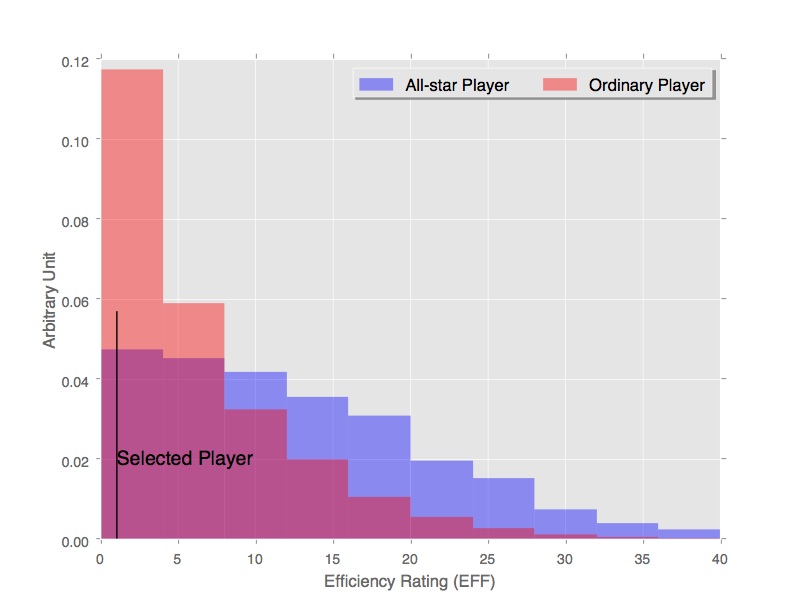 0.12
All-star Player Ordinary Player
0.10
0.08
Arbitrary Unit
0.06
0.04
Selected Player
0.02
0.00
0 5 10 15 20 25 30 35 40
Efficiency Rating (EFF)